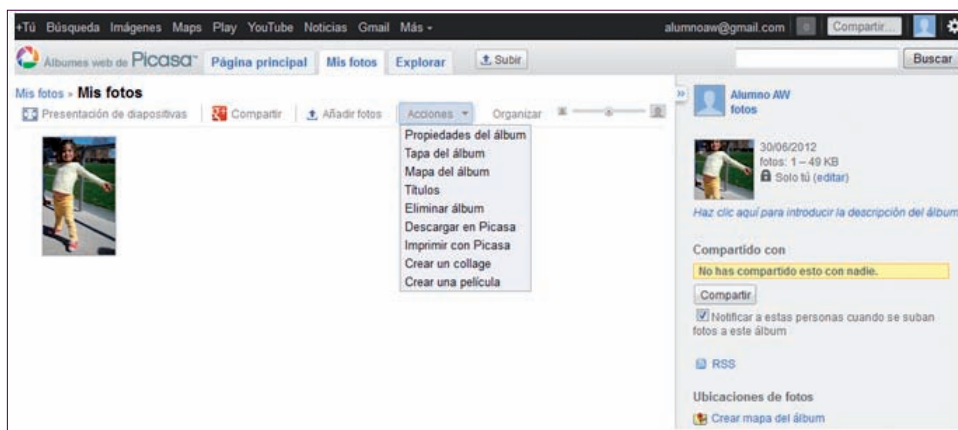 +Tú Búsqueda Imágenes Maps Play YouTube Noticias Gmail Más
alumnoaw@gmail.com 0 Compartir...
Álbumes web de Picasa Página principal Mis fotos Explorar Subir
Buscar
Mis fotos » Mis fotos
Presentación de diapositivas Compartir Añadir fotos Acciones Organizar
Propiedades del álbum
Tapa del álbum
Mapa del álbum
Títulos
Eliminar álbum
Descargar en Picasa
Imprimir con Picasa
Crear un collage
Crear una película
»
Alumno AW
fotos
30/06/2012
fotos: 1 – 49 KB
Solo tú (editar)
Haz clic aquí para introducir la descripción del álbum
Compartido con
No has compartido esto con nadie.
Compartir
Notificar a estas personas cuando se suban
fotos a este álbum
RSS
Ubicaciones de fotos
Crear mapa del álbum